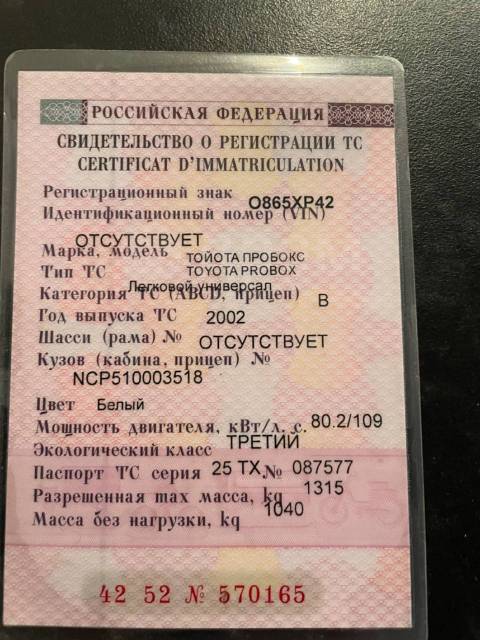 РОССИЙСКАЯ ФЕДЕРАЦИЯ
СВИДЕТЕЛЬСТВО О РЕГИСТРАЦИИ ТС
CERTIFICAT D'IMMATRICULATION
Регистрационный знак О865ХР42
Идентификационный номер (VIN)
ОТСУТСТВУЕТ
Марка, модель ТОЙОТА ПРОБОКС
Тип ТС TOYOTA PROBOX
Легковой универсал
Категория ТС (ABCD, прицеп) B
Год выпуска ТС 2002
Шасси (рама) № ОТСУТСТВУЕТ
Кузов (кабина, прицеп) №
NCP510003518
Цвет Белый
Мощность двигателя, кВт/л. с. 80.2/109
Экологический класс ТРЕТИЙ
Паспорт ТС серия 25 ТХ № 087577
Разрешенная max масса, kg 1315
Масса без нагрузки, kg 1040
42 52 № 570165